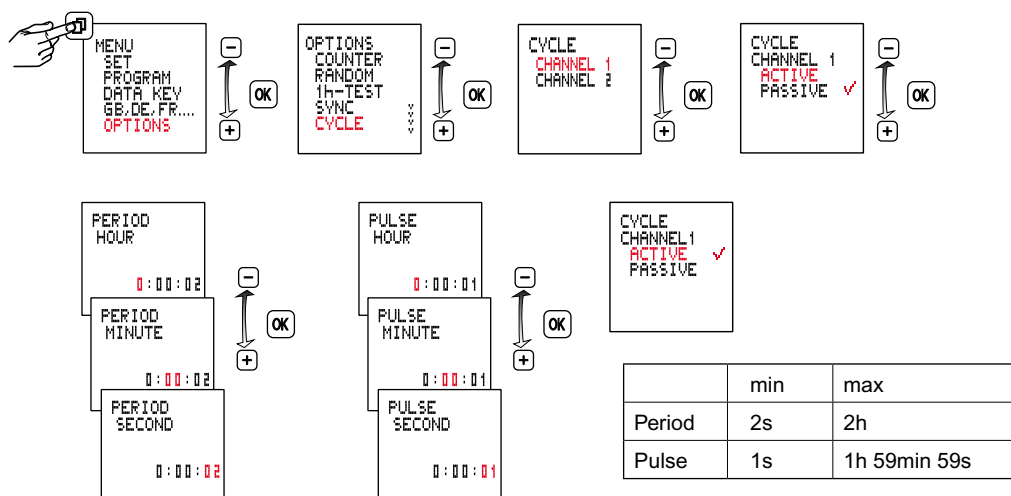 MENU
SET
PROGRAM
DATA KEY
GB,DE,FR....
OPTIONS
−
OK
+
OPTIONS
COUNTER
RANDOM
1h-TEST
SYNC
CYCLE
−
OK
+
CYCLE
CHANNEL 1
CHANNEL 2
−
OK
+
CYCLE
CHANNEL 1
ACTIVE
PASSIVE ✓
−
OK
+
PERIOD
HOUR
0:00:02
PERIOD
MINUTE
0:00:02
PERIOD
SECOND
0:00:02
−
OK
+
PULSE
HOUR
0:00:01
PULSE
MINUTE
0:00:01
PULSE
SECOND
0:00:01
−
OK
+
CYCLE
CHANNEL1
ACTIVE ✓
PASSIVE
min max
Period 2s 2h
Pulse 1s 1h 59min 59s